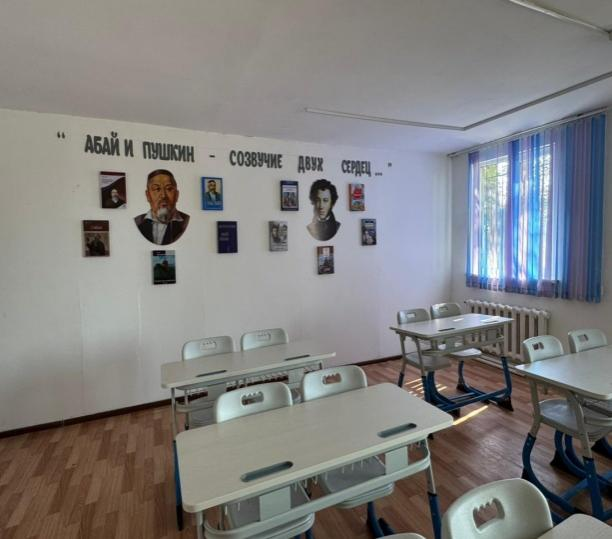 " АБАЙ И ПУШКИН - СОЗВУЧИЕ ДВУХ СЕРДЕЦ ... "